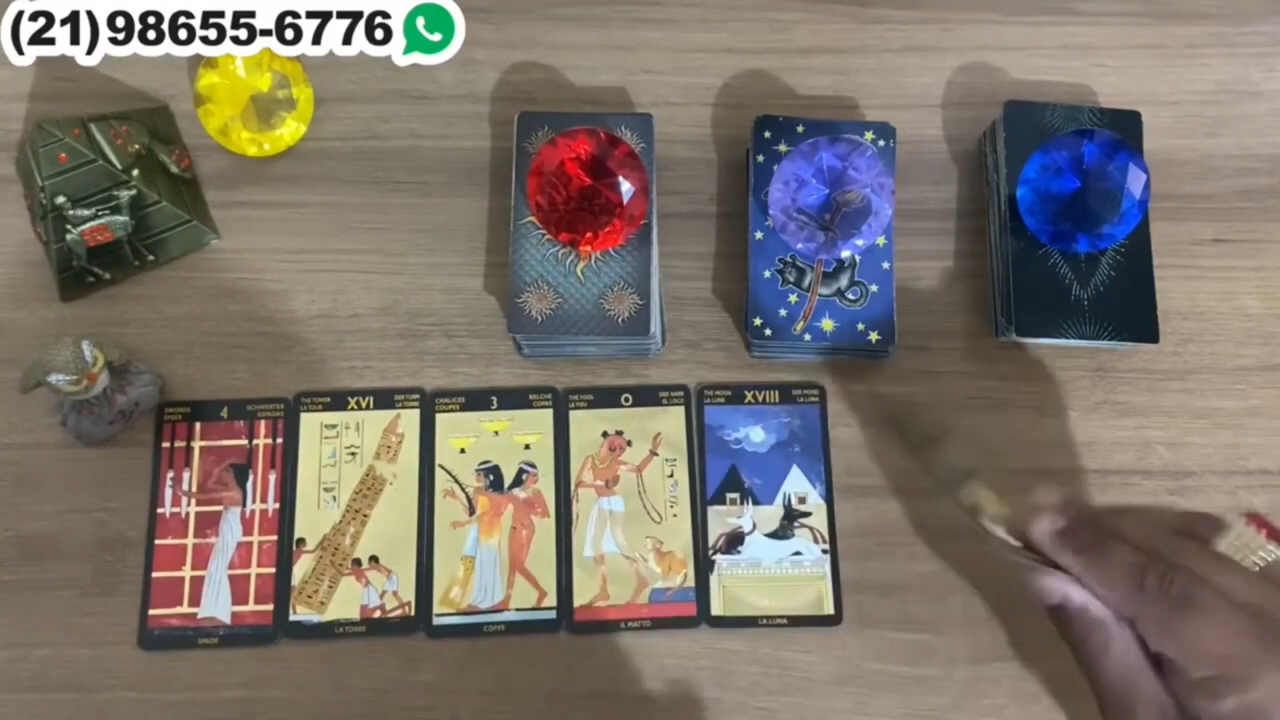 (21)98655-6776
SWORDS
4
SCHWERTER
ESPADAS
SPADE
THE TOWER
LA TOUR
XVI
DER TURM
LA TORRE
LA TORRE
CHALICES
COUPES
3
KELCHE
COPAS
COPPE
THE FOOL
LE FOU
0
DER NARR
EL LOCO
IL MATTO
THE MOON
LA LUNE
XVIII
DER MOND
LA LUNA
LA LUNA